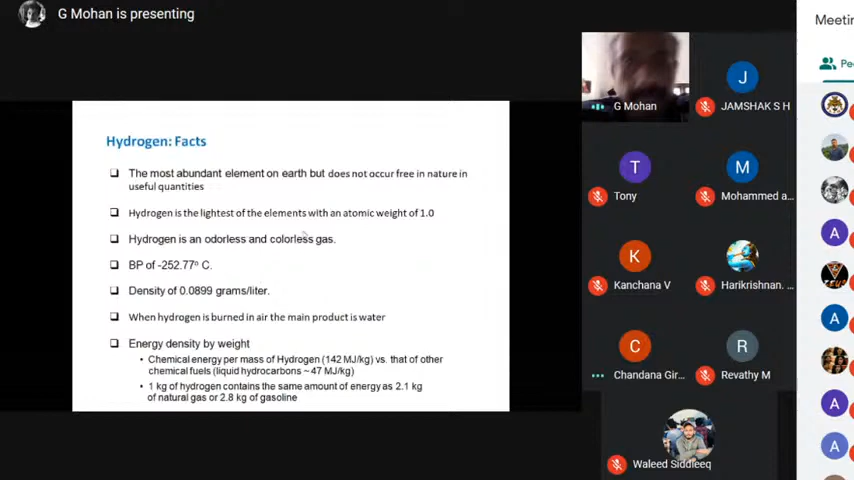 G Mohan is presenting
Meetin
Pe
Hydrogen: Facts
❑ The most abundant element on earth but does not occur free in nature in
useful quantities
❑ Hydrogen is the lightest of the elements with an atomic weight of 1.0
❑ Hydrogen is an odorless and colorless gas.
❑ BP of -252.77° C.
❑ Density of 0.0899 grams/liter.
❑ When hydrogen is burned in air the main product is water
❑ Energy density by weight
• Chemical energy per mass of Hydrogen (142 MJ/kg) vs. that of other
chemical fuels (liquid hydrocarbons ~ 47 MJ/kg)
• 1 kg of hydrogen contains the same amount of energy as 2.1 kg
of natural gas or 2.8 kg of gasoline
G Mohan
J
JAMSHAK S H
T
Tony
M
Mohammed a...
K
Kanchana V
Harikrishnan. ...
C
Chandana Gir...
R
Revathy M
Waleed Siddleeq
A
A
A
A